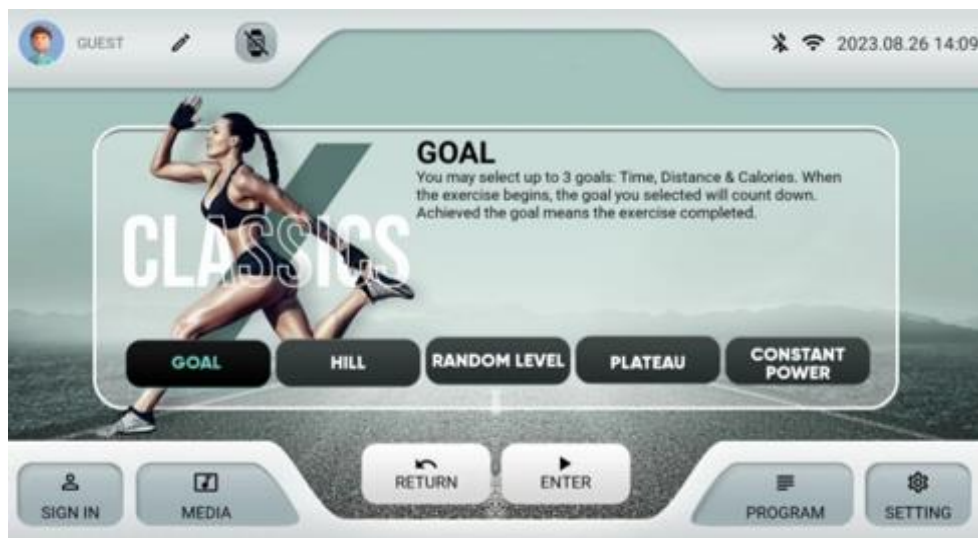 GUEST
2023.08.26 14:09
GOAL
You may select up to 3 goals: Time, Distance & Calories. When
the exercise begins, the goal you selected will count down.
Achieved the goal means the exercise completed.
CLASSICS
GOAL
HILL
RANDOM LEVEL
PLATEAU
CONSTANT
POWER
RETURN
ENTER
SIGN IN
MEDIA
PROGRAM
SETTING